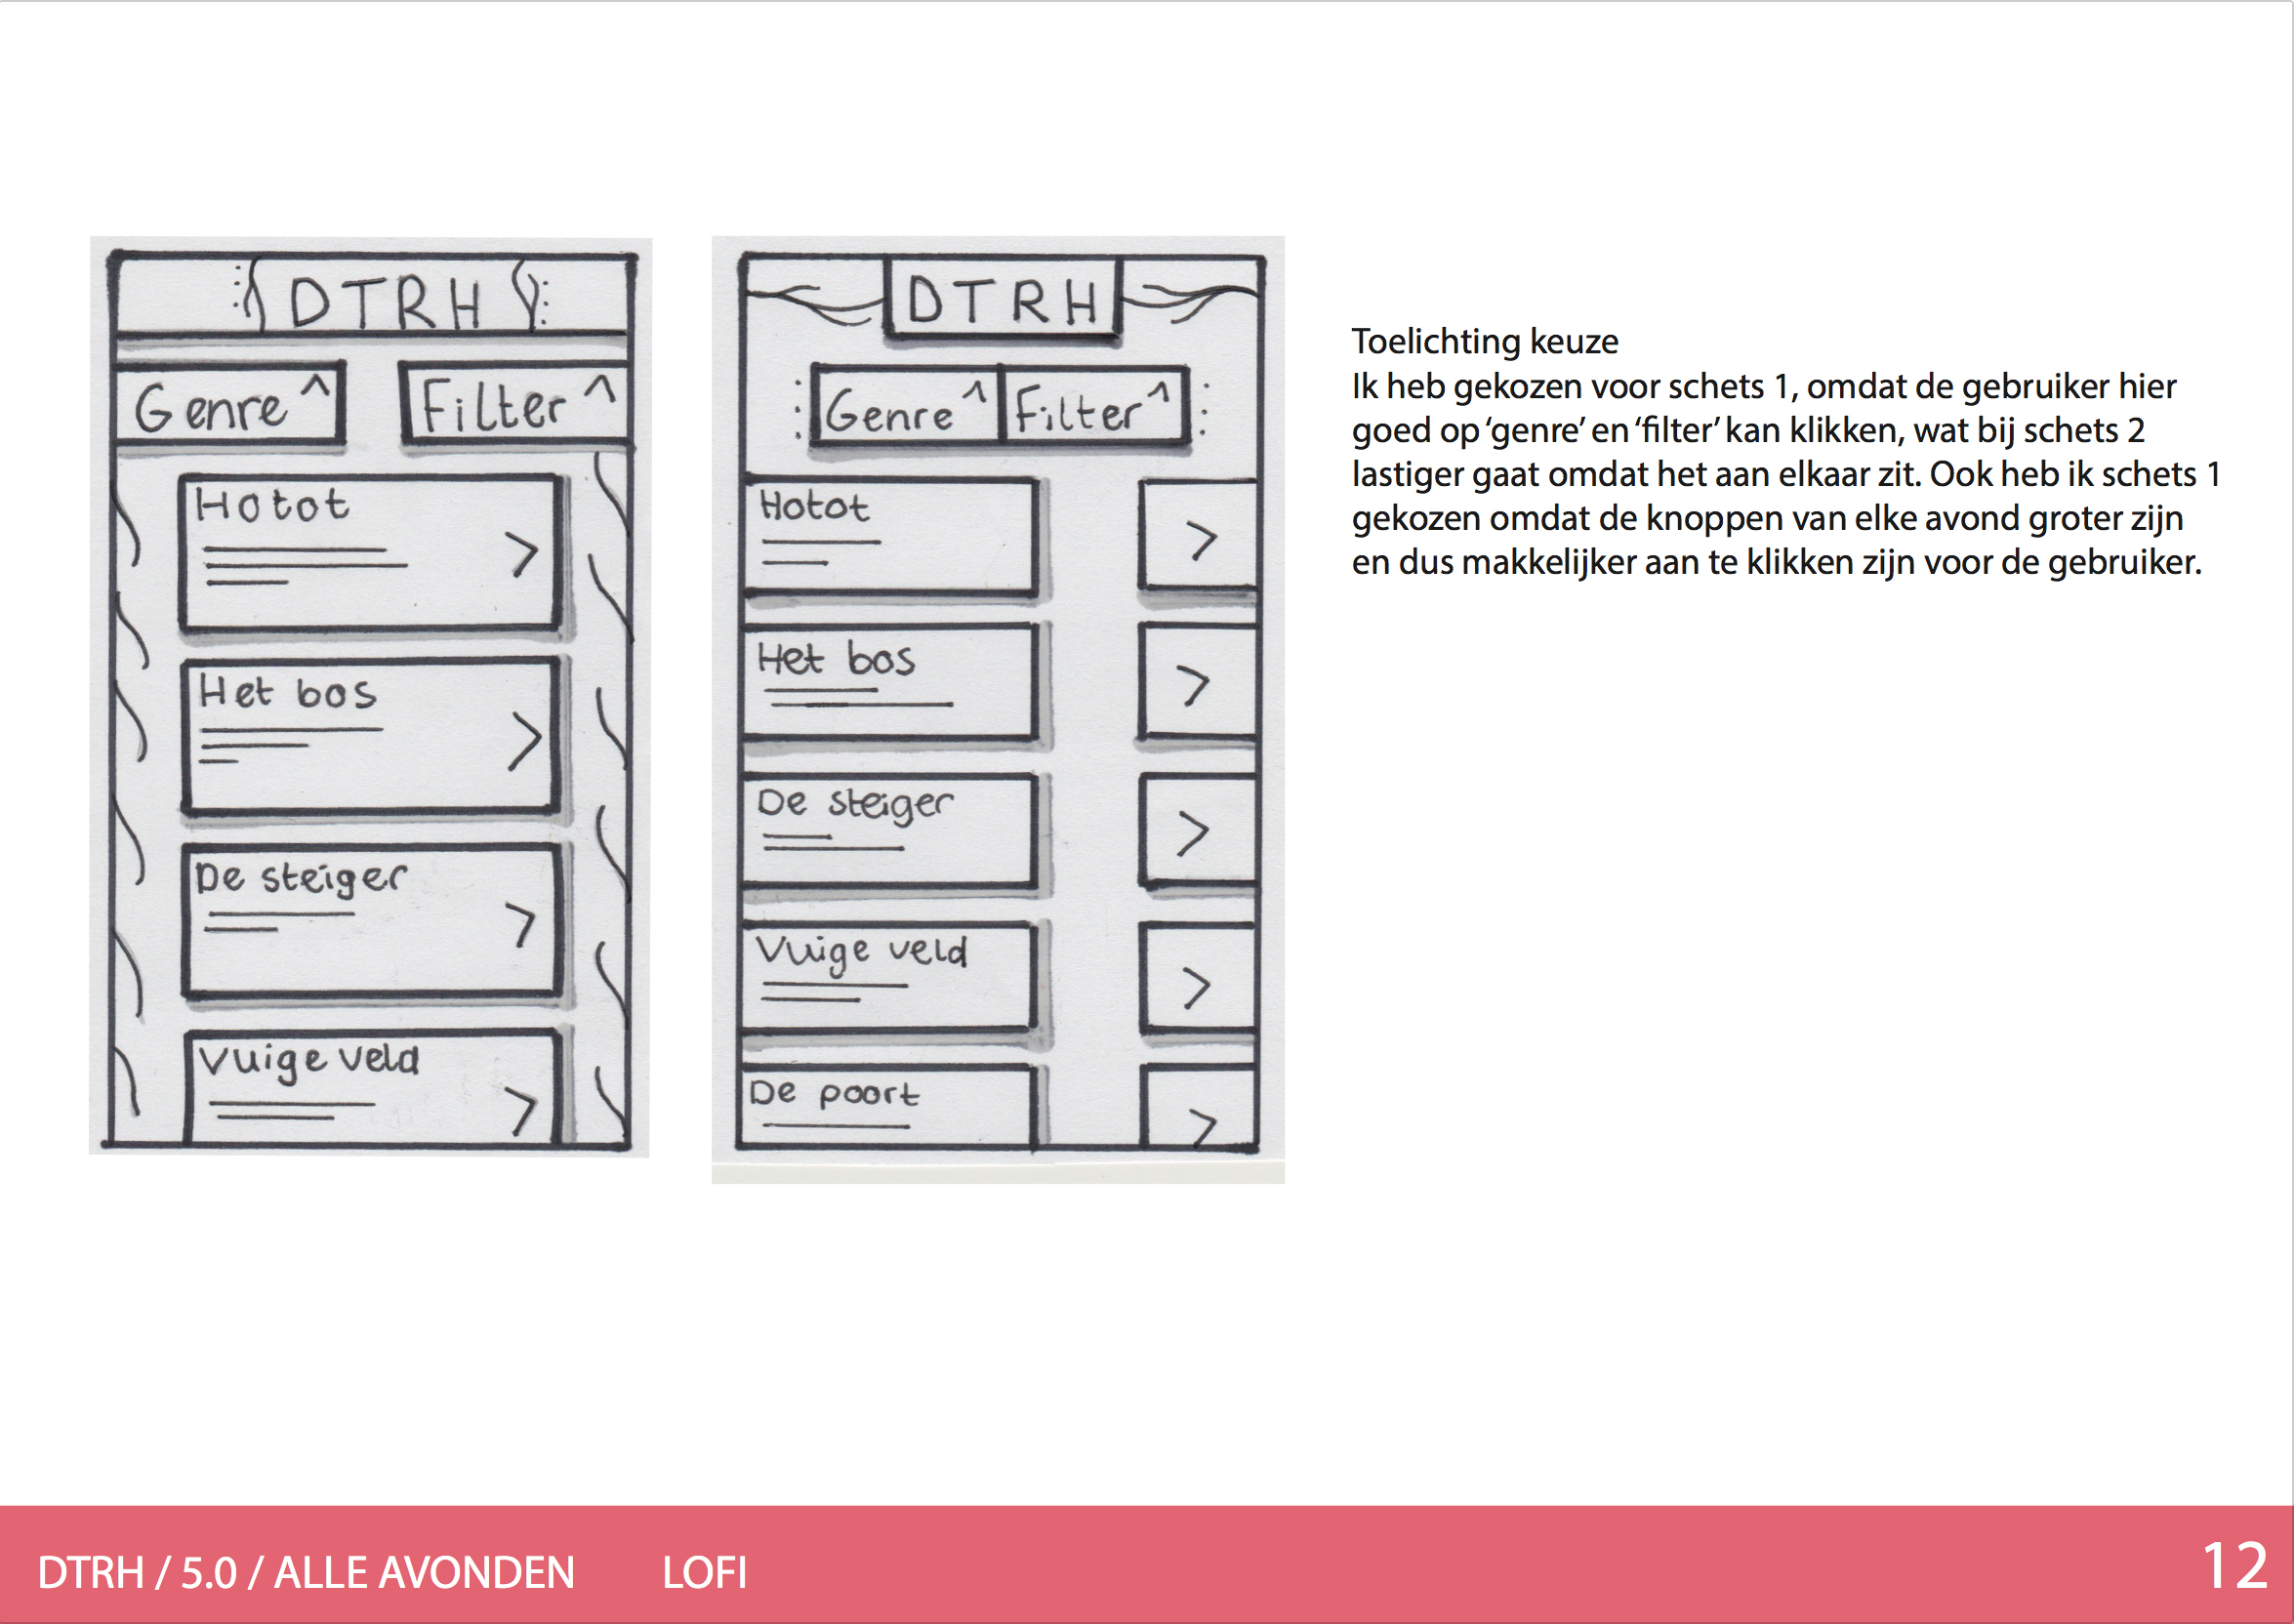 DTRH
Genre ^ Filter ^
Hotot
>
Het bos
>
De steiger
>
Vuige veld
>
DTRH
Genre ^ Filter ^
Hotot
>
Het bos
>
De steiger
>
Vuige veld
>
De poort
>
Toelichting keuze
Ik heb gekozen voor schets 1, omdat de gebruiker hier
goed op ‘genre’ en ‘filter’ kan klikken, wat bij schets 2
lastiger gaat omdat het aan elkaar zit. Ook heb ik schets 1
gekozen omdat de knoppen van elke avond groter zijn
en dus makkelijker aan te klikken zijn voor de gebruiker.
DTRH / 5.0 / ALLE AVONDEN LOFI 12